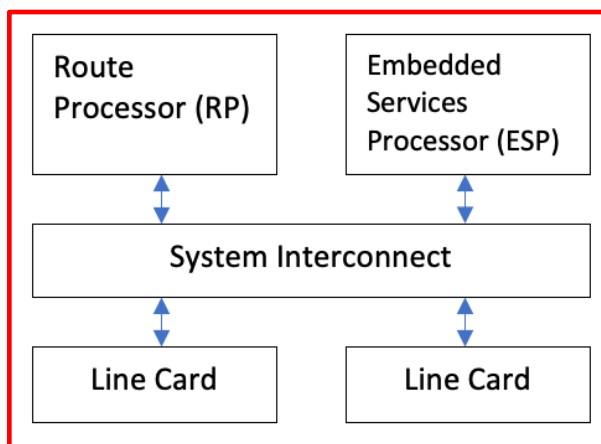 Route
Processor (RP)
Embedded
Services
Processor (ESP)
System Interconnect
Line Card
Line Card